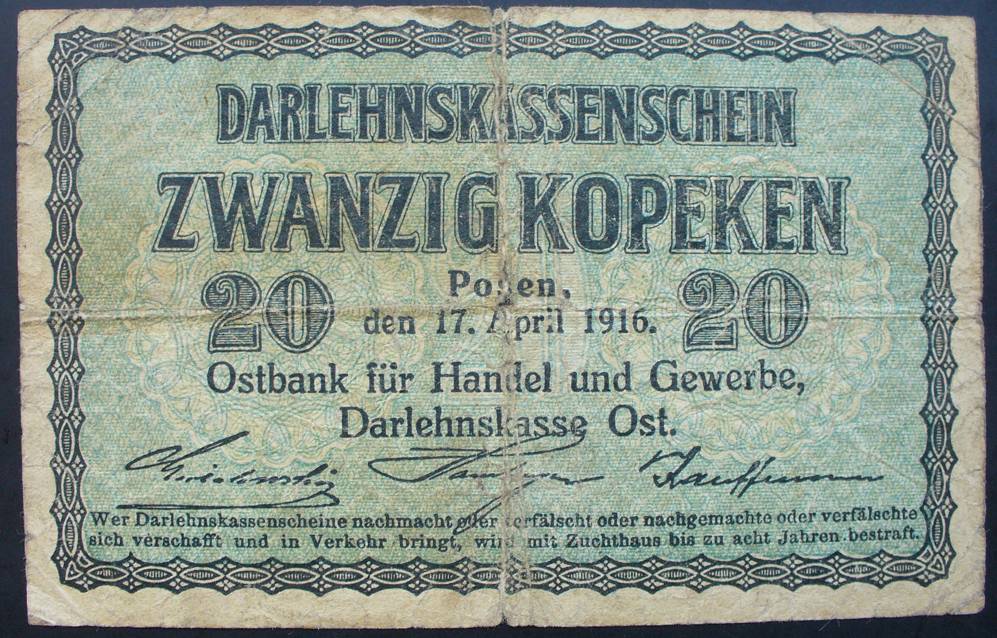 DARLEHNSKASSENSCHEIN
ZWANZIG KOPEKEN
20 Posen, 20
den 17. April 1916.
Ostbank für Handel und Gewerbe,
Darlehnskasse Ost.
Kauffmann
Wer Darlehnskassenscheine nachmacht oder verfälscht oder nachgemachte oder verfälschte
sich verschafft und in Verkehr bringt, wird mit Zuchthaus bis zu acht Jahren bestraft.